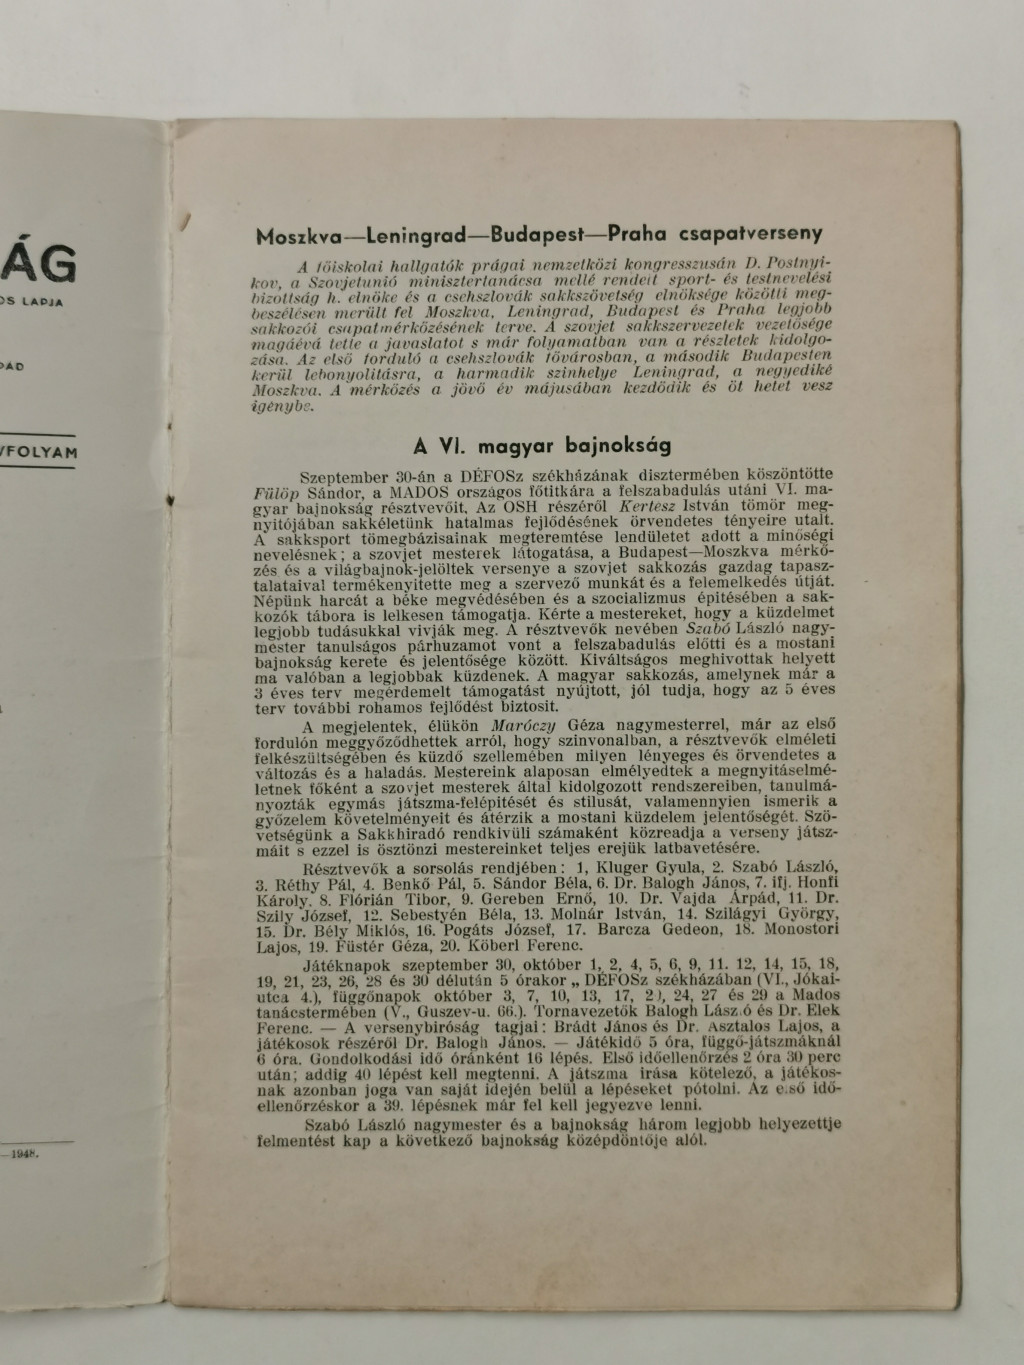 ÁG
OS LAPJA
VFOLYAM
—1948.
Moszkva—Leningrad—Budapest—Praha csapatverseny
A főiskolai hallgatók prágai nemzetközi kongresszusán D. Postnyi-
kov, a Szovjetunió minisztertanácsa mellé rendelt sport- és testnevelési
bizottság h. elnöke és a csehszlovák sakkszövetség elnöksége közötti meg-
beszélésen merült fel Moszkva, Leningrad, Budapest és Praha legjobb
sakkozói csapatmérkőzésének terve. A szovjet sakkszervezetek vezetősége
magáévá tette a javaslatot s már folyamatban van a részletek kidolgo-
zása. Az első forduló a csehszlovák fővárosban, a második Budapesten
kerül lebonyolitásra, a harmadik szinhelye Leningrad, a negyediké
Moszkva. A mérkőzés a jövő év májusában kezdődik és öt hetet vesz
igénybe.
A VI. magyar bajnokság
Szeptember 30-án a DÉFOSz székházának disztermében köszöntötte
Fülöp Sándor, a MADOS országos főtitkára a felszabadulás utáni VI. ma-
gyar bajnokság résztvevőit. Az OSH részéről Kertesz István tömör meg-
nyitójában sakkéletünk hatalmas fejlődésének örvendetes tényeire utalt.
A sakksport tömegbázisainak megteremtése lendületet adott a minőségi
nevelésnek; a szovjet mesterek látogatása, a Budapest—Moszkva mérkő-
zés és a világbajnok-jelöltek versenye a szovjet sakkozás gazdag tapasz-
talataival termékenyitette meg a szervező munkát és a felemelkedés útját.
Népünk harcát a béke megvédésében és a szocializmus épitésében a sak-
kozók tábora is lelkesen támogatja. Kérte a mestereket, hogy a küzdelmet
legjobb tudásukkal vivják meg. A résztvevők nevében Szabó László nagy-
mester tanulságos párhuzamot vont a felszabadulás előtti és a mostani
bajnokság kerete és jelentősége között. Kiváltságos meghivottak helyett
ma valóban a legjobbak küzdenek. A magyar sakkozás, amelynek már a
3 éves terv megérdemelt támogatást nyújtott, jól tudja, hogy az 5 éves
terv további rohamos fejlődést biztosit.
A megjelentek, élükön Maróczy Géza nagymesterrel, már az első
fordulón meggyőződhettek arról, hogy szinvonalban, a résztvevők elméleti
felkészültségében és küzdő szellemében milyen lényeges és örvendetes a
változás és a haladás. Mestereink alaposan elmélyedtek a megnyitáselmé-
letnek főként a szovjet mesterek által kidolgozott rendszereiben, tanulmá-
nyozták egymás játszma-felépitését és stilusát, valamennyien ismerik a
győzelem követelményeit és átérzik a mostani küzdelem jelentőségét. Szö-
vetségünk a Sakkhiradó rendkivüli számaként közreadja a verseny játsz-
máit s ezzel is ösztönzi mestereinket teljes erejük latbavetésére.
Résztvevők a sorsolás rendjében: 1, Kluger Gyula, 2. Szabó László,
3. Réthy Pál, 4. Benkő Pál, 5. Sándor Béla, 6. Dr. Balogh János, 7. ifj. Honfi
Károly. 8. Flórián Tibor, 9. Gereben Ernő, 10. Dr. Vajda Árpád, 11. Dr.
Szily József, 12. Sebestyén Béla, 13. Molnár István, 14. Szilágyi György,
15. Dr. Bély Miklós, 16. Pogáts József, 17. Barcza Gedeon, 18. Monostori
Lajos, 19. Füstér Géza, 20. Köberl Ferenc.
Játéknapok szeptember 30, október 1, 2, 4, 5, 6, 9, 11. 12, 14, 15, 18,
19, 21, 23, 26, 28 és 30 délután 5 órakor „ DÉFOSz székházában (VI., Jókai-
utca 4.), függőnapok október 3, 7, 10, 13, 17, 24, 27 és 29 a Mados
tanácstermében (V., Guszev-u. 66.). Tornavezetők Balogh László és Dr. Elek
Ferenc. — A versenybiróság tagjai: Brádt János és Dr. Asztalos Lajos, a
játékosok részéről Dr. Balogh János. — Játékidő 5 óra, függő-játszmáknál
6 óra. Gondolkodási idő óránként 16 lépés. Első időellenőrzés 2 óra 30 perc
után; addig 40 lépést kell megtenni. A játszma irása kötelező, a játékos-
nak azonban joga van saját idején belül a lépéseket pótolni. Az első idő-
ellenőrzéskor a 39. lépésnek már fel kell jegyezve lenni.
Szabó László nagymester és a bajnokság három legjobb helyezettje
felmentést kap a következő bajnokság középdöntője alól.